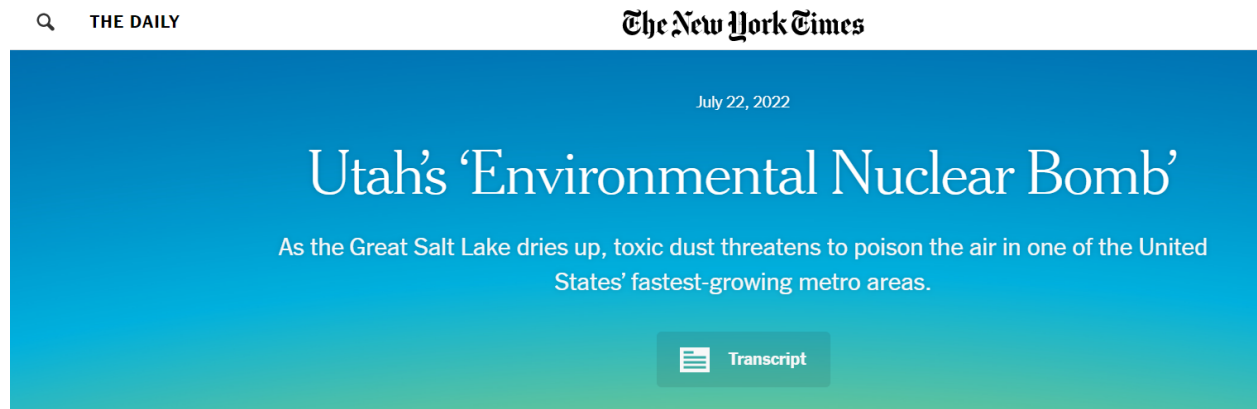 THE DAILY
The New York Times
July 22, 2022
Utah's ‘Environmental Nuclear Bomb’
As the Great Salt Lake dries up, toxic dust threatens to poison the air in one of the United
States’ fastest-growing metro areas.
Transcript